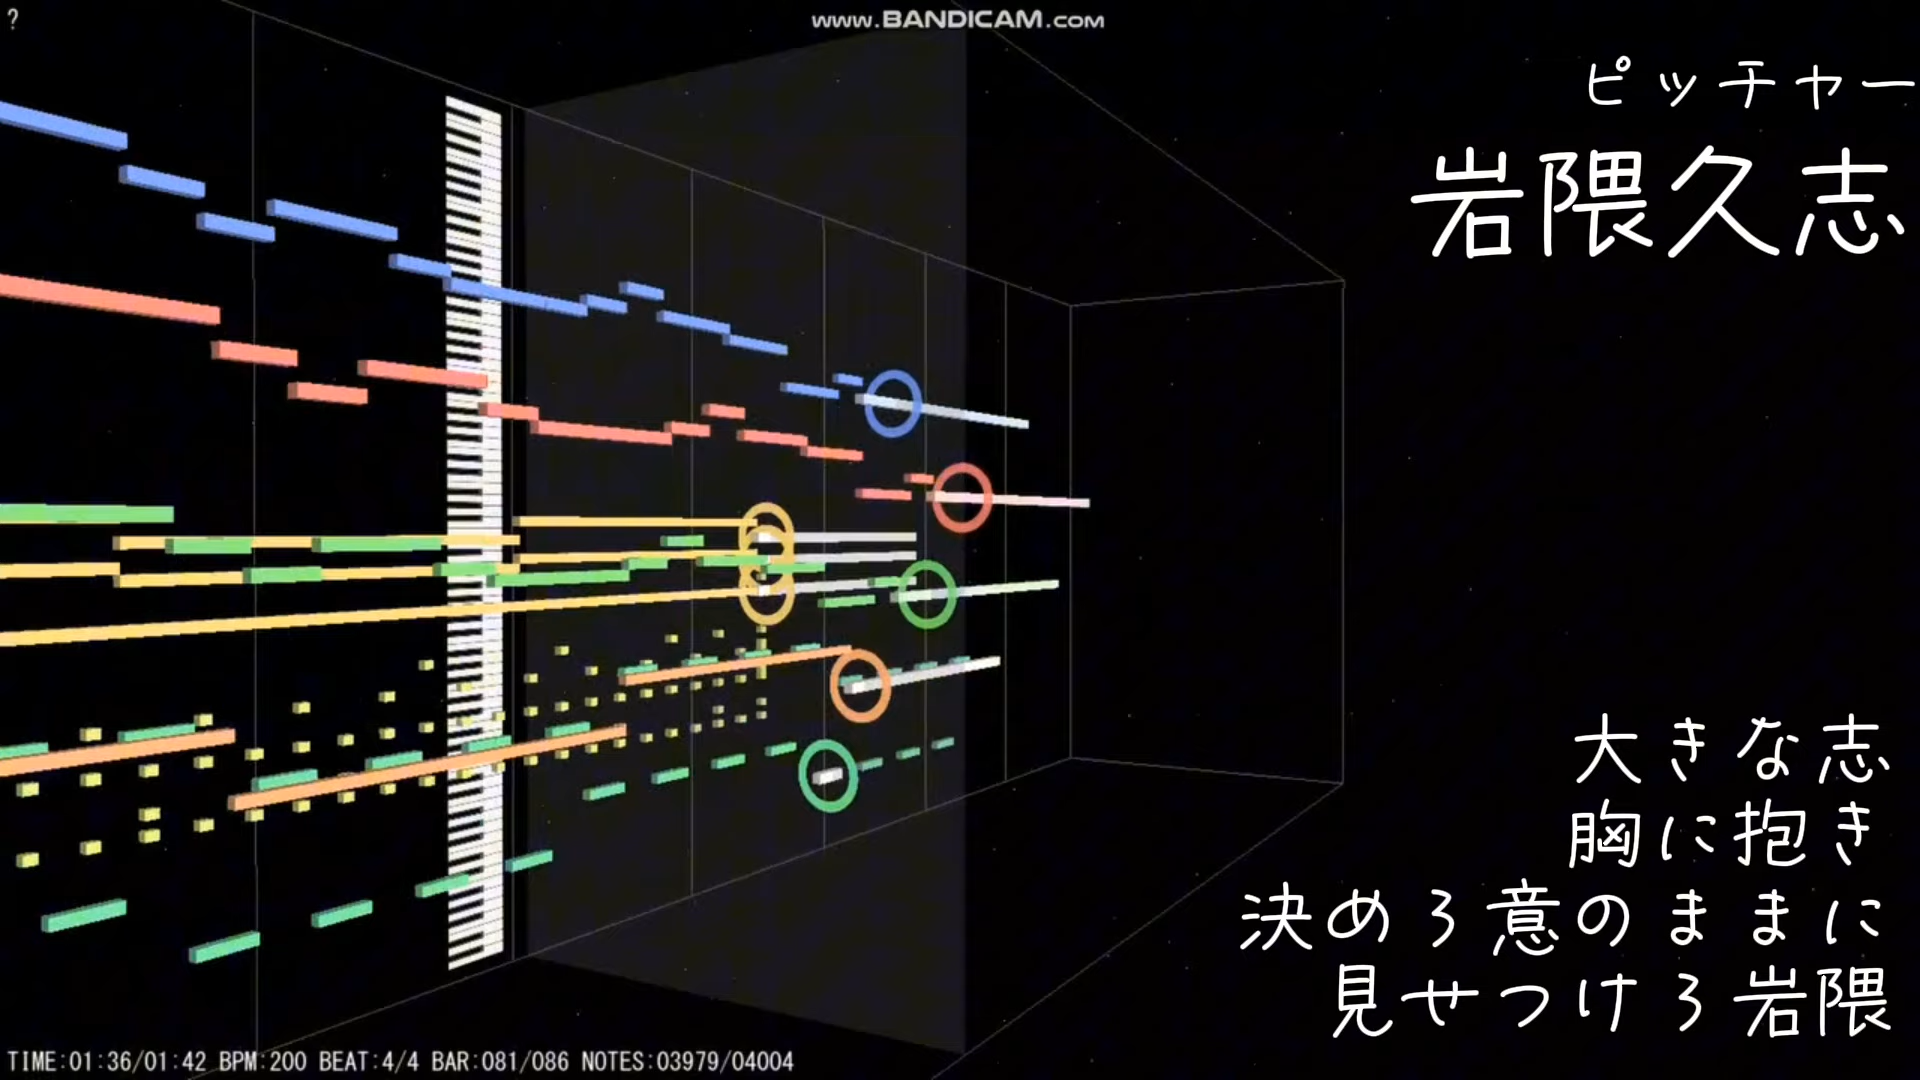 ?
www.BANDICAM.com
ピッチャー
岩隈久志
大きな志
胸に抱き
決めろ意のままに
見せつけろ岩隈
TIME:01:36/01:42 BPM:200 BEAT:4/4 BAR:081/086 NOTES:03979/04004